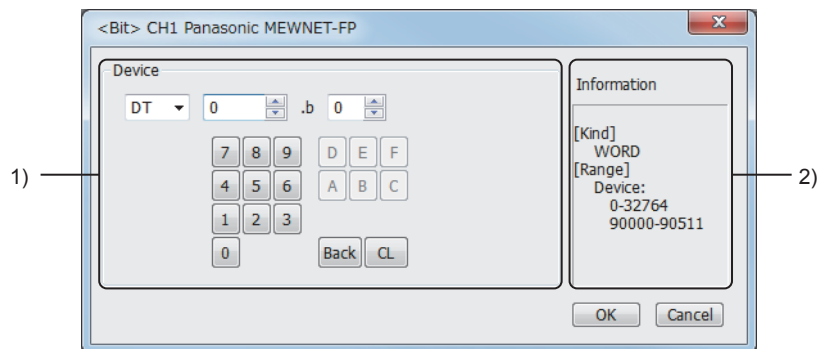 <Bit> CH1 Panasonic MEWNET-FP
x
Device
DT 0 .b 0
7 8 9 D E F
4 5 6 A B C
1 2 3
0 Back CL
Information
[Kind]
WORD
[Range]
Device:
0-32764
90000-90511
OK Cancel
1)
2)